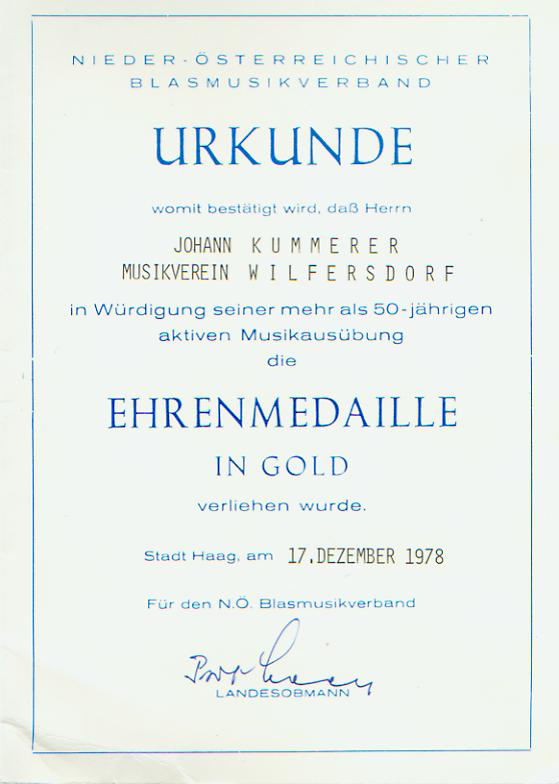 NIEDER-ÖSTERREICHISCHER
BLASMUSIKVERBAND
URKUNDE
womit bestätigt wird, daß Herrn
JOHANN KUMMERER
MUSIKVEREIN WILFERSDORF
in Würdigung seiner mehr als 50-jährigen
aktiven Musikausübung
die
EHRENMEDAILLE
IN GOLD
verliehen wurde.
Stadt Haag, am 17.DEZEMBER 1978
Für den N.Ö. Blasmusikverband
LANDESOBMANN